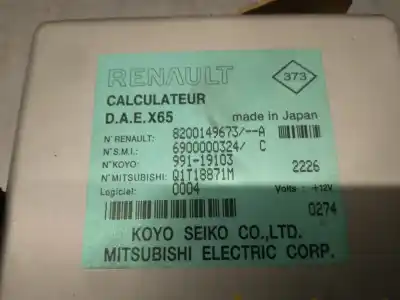 RENAULT
373
CALCULATEUR
D.A.E.X65
made in Japan
N°RENAULT: 8200149673/--A
N°S.M.I.: 6900000324/ C
N°KOYO: 991-19103
2226
N°MITSUBISHI: Q1T18871M
Logiciel: 0004
Volts : +12V
0274
KOYO SEIKO CO.,LTD.
MITSUBISHI ELECTRIC CORP.